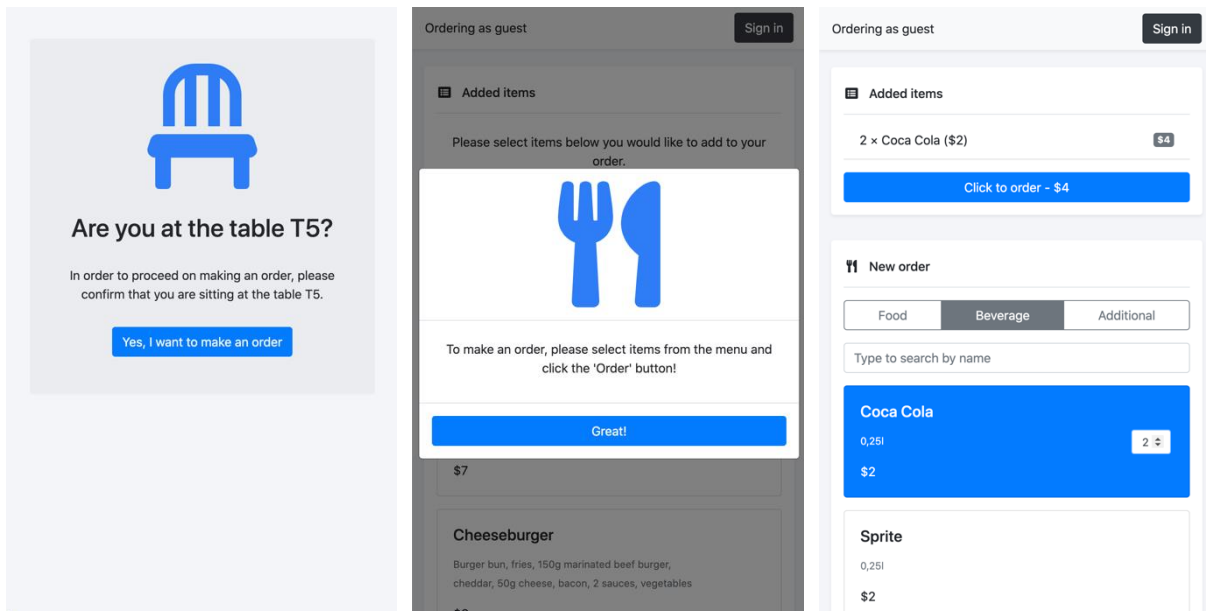 Are you at the table T5?
In order to proceed on making an order, please
confirm that you are sitting at the table T5.
Yes, I want to make an order
Ordering as guest
Sign in
Added items
Please select items below you would like to add to your
order.
To make an order, please select items from the menu and
click the 'Order' button!
Great!
$7
Cheeseburger
Burger bun, fries, 150g marinated beef burger,
cheddar, 50g cheese, bacon, 2 sauces, vegetables
Ordering as guest
Sign in
Added items
2 × Coca Cola ($2)
$4
Click to order - $4
New order
Food
Beverage
Additional
Type to search by name
Coca Cola
0,25l
2
$2
Sprite
0,25l
$2